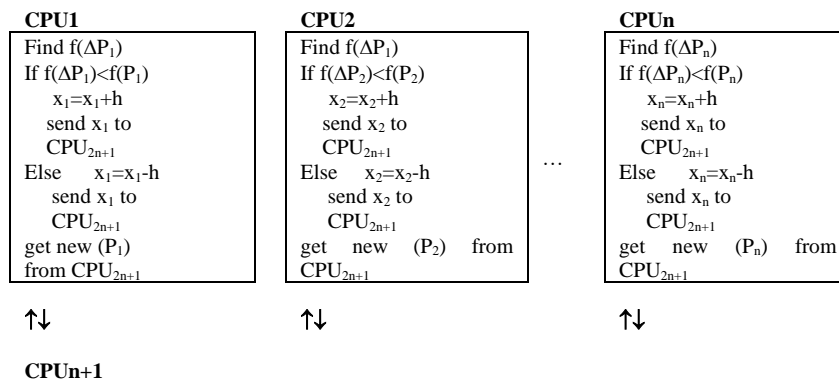 CPU1
Find f(ΔP₁)
If f(ΔP₁)<f(P₁)
x₁=x₁+h
send x₁ to
CPU₂ₙ₊₁
Else x₁=x₁-h
send x₁ to
CPU₂ₙ₊₁
get new (P₁)
from CPU₂ₙ₊₁
CPU2
Find f(ΔP₁)
If f(ΔP₂)<f(P₂)
x₂=x₂+h
send x₂ to
CPU₂ₙ₊₁
Else x₂=x₂-h
send x₂ to
CPU₂ₙ₊₁
get new (P₂) from
CPU₂ₙ₊₁
…
CPUn
Find f(ΔPₙ)
If f(ΔPₙ)<f(Pₙ)
xₙ=xₙ+h
send xₙ to
CPU₂ₙ₊₁
Else xₙ=xₙ-h
send xₙ to
CPU₂ₙ₊₁
get new (Pₙ) from
CPU₂ₙ₊₁
↑↓ ↑↓ ↑↓
CPUn+1